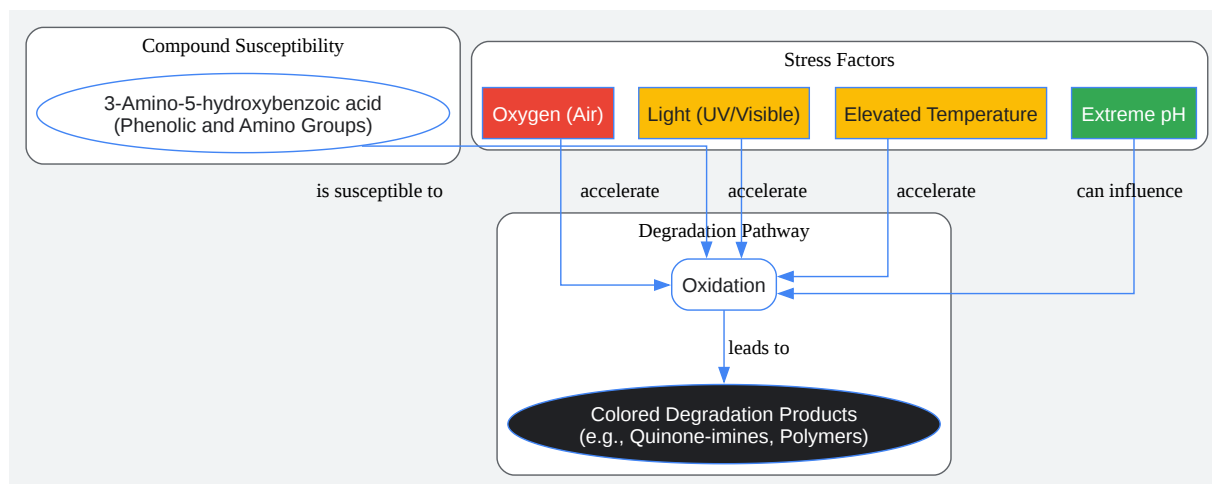 Compound Susceptibility
3-Amino-5-hydroxybenzoic acid
(Phenolic and Amino Groups)
Stress Factors
Oxygen (Air)
Light (UV/Visible)
Elevated Temperature
Extreme pH
is susceptible to
accelerate
accelerate
accelerate
can influence
Degradation Pathway
Oxidation
leads to
Colored Degradation Products
(e.g., Quinone-imines, Polymers)